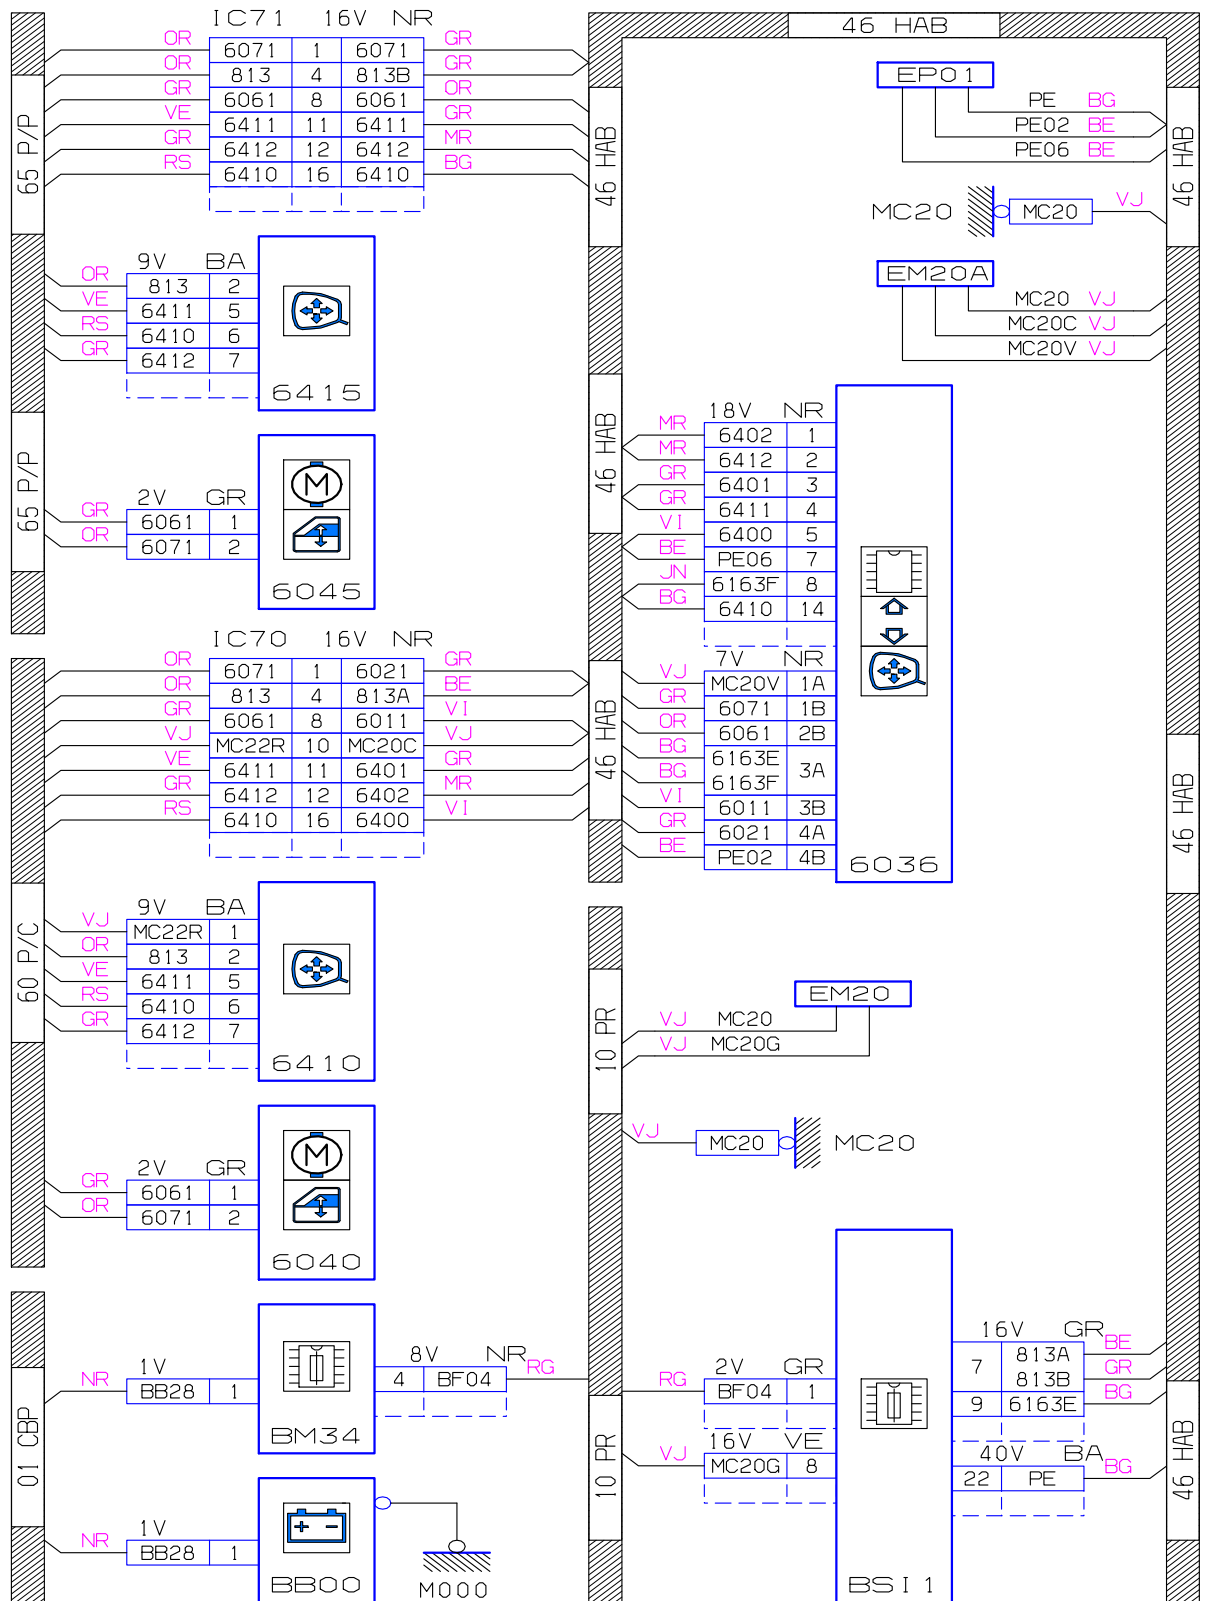 IC71 16V NR
OR 6071 1 6071 GR
OR 813 4 813B GR
GR 6061 8 6061 OR
VE 6411 11 6411 GR
GR 6412 12 6412 MR
RS 6410 16 6410 BG
65 P/P
46 HAB
9V BA
OR 813 2
VE 6411 5
RS 6410 6
GR 6412 7
6415
65 P/P
2V GR
GR 6061 1
OR 6071 2
6045
IC70 16V NR
OR 6071 1 6021 GR
OR 813 4 813A BE
GR 6061 8 6011 VI
VJ MC22R 10 MC20C VJ
VE 6411 11 6401 GR
GR 6412 12 6402 MR
RS 6410 16 6400 VI
46 HAB
60 P/C
9V BA
VJ MC22R 1
OR 813 2
VE 6411 5
RS 6410 6
GR 6412 7
6410
M
2V GR
GR 6061 1
OR 6071 2
6040
M
01 CBP
1V
NR BB28 1
BM34
8V NR
4 BF04 RG
1V
NR BB28 1
+ -
BB00
M000
46 HAB
EP01
PE BG
PE02 BE
PE06 BE
46 HAB
MC20 MC20 VJ
EM20A
MC20 VJ
MC20C VJ
MC20V VJ
46 HAB
18V NR
MR 6402 1
MR 6412 2
GR 6401 3
GR 6411 4
VI 6400 5
BE PE06 7
JN 6163F 8
BG 6410 14
7V NR
VJ MC20V 1A
GR 6071 1B
OR 6061 2B
BG 6163E 3A
BG 6163F
VI 6011 3B
GR 6021 4A
BE PE02 4B
6036
46 HAB
10 PR
EM20
VJ MC20
VJ MC20G
VJ MC20 MC20
10 PR
2V GR
RG BF04 1
16V VE
VJ MC20G 8
BSI1
16V GR
7 813A BE
813B GR
9 6163E BG
40V BA
22 PE BG
46 HAB